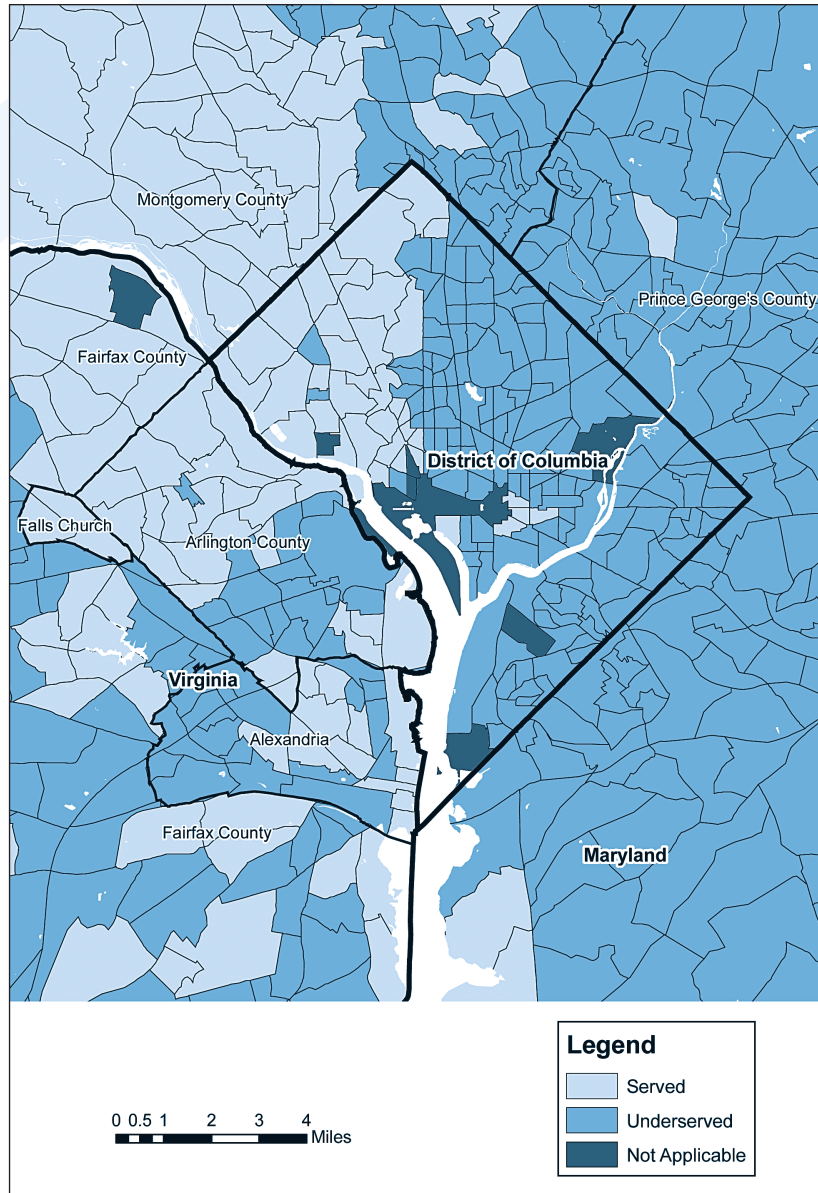 Montgomery County
Prince George's County
Fairfax County
District of Columbia
Falls Church
Arlington County
Virginia
Alexandria
Fairfax County
Maryland
Legend
Served
Underserved
Not Applicable
0 0.5 1 2 3 4
Miles